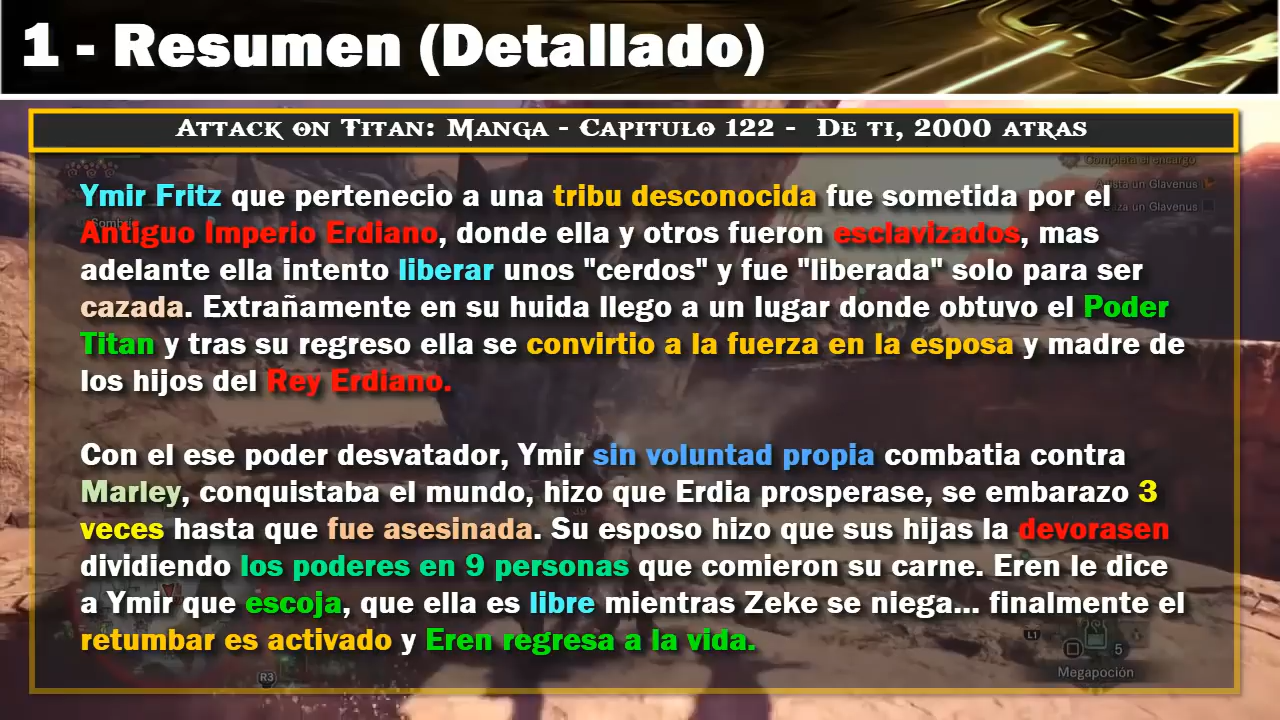 1 - Resumen (Detallado)
Attack on Titan: Manga - Capitulo 122 - De ti, 2000 atras
Completa el encargo
Ymir Fritz que pertenecio a una tribu desconocida fue sometida por el
Antiguo Imperio Erdiano, donde ella y otros fueron esclavizados, mas
adelante ella intento liberar unos "cerdos" y fue "liberada" solo para ser
cazada. Extrañamente en su huida llego a un lugar donde obtuvo el Poder
Titan y tras su regreso ella se convirtio a la fuerza en la esposa y madre de
los hijos del Rey Erdiano.
Con el ese poder desvatador, Ymir sin voluntad propia combatia contra
Marley, conquistaba el mundo, hizo que Erdia prosperase, se embarazo 3
veces hasta que fue asesinada. Su esposo hizo que sus hijas la devorasen
dividiendo los poderes en 9 personas que comieron su carne. Eren le dice
a Ymir que escoja, que ella es libre mientras Zeke se niega... finalmente el
retumbar es activado y Eren regresa a la vida.
L1
5
R3
Megapoción